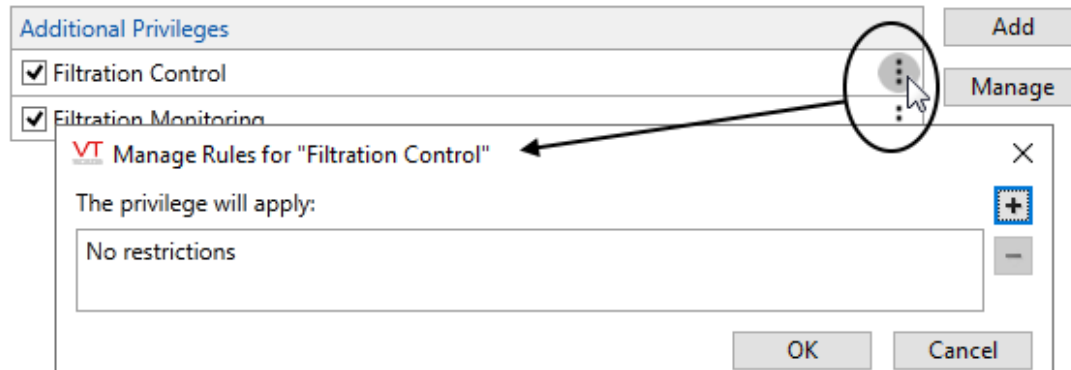 Additional Privileges
Add
Filtration Control
Manage
Filtration Monitoring
VT Manage Rules for "Filtration Control"
The privilege will apply:
No restrictions
OK
Cancel